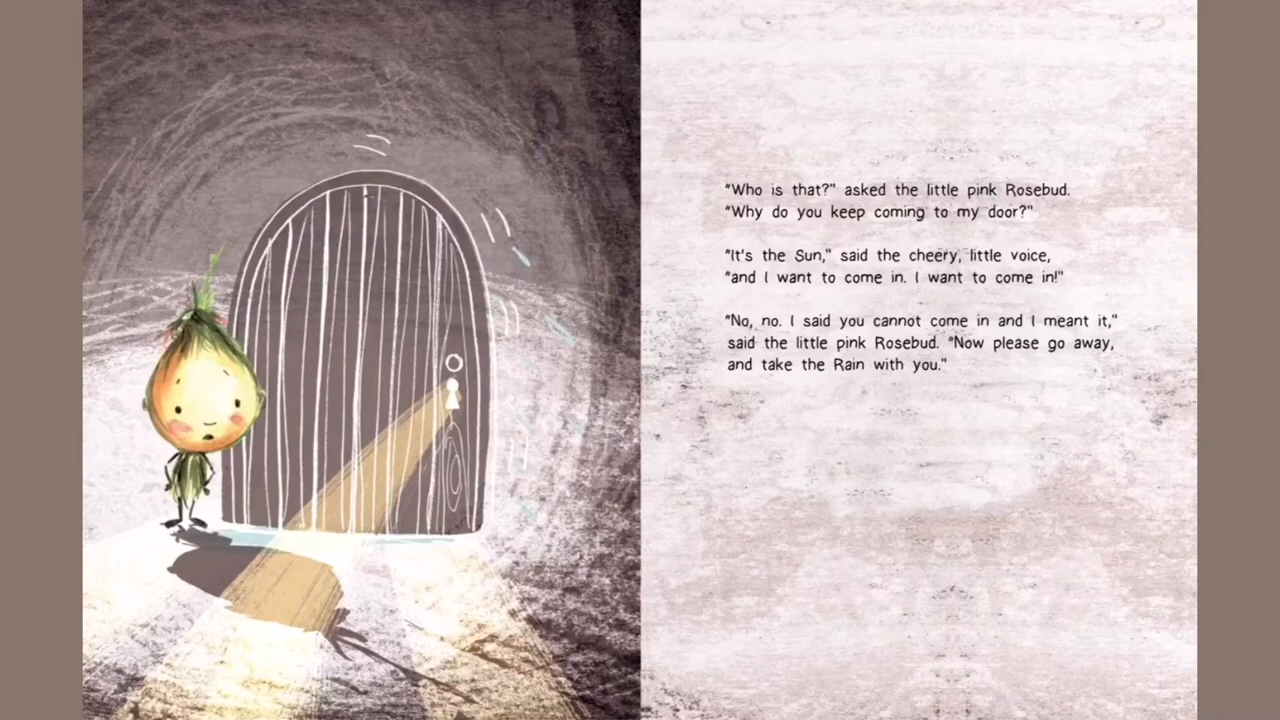 "Who is that?" asked the little pink Rosebud.
"Why do you keep coming to my door?"
"It's the Sun," said the cheery, little voice,
"and I want to come in. I want to come in!"
"No, no. I said you cannot come in and I meant it,"
said the little pink Rosebud. "Now please go away,
and take the Rain with you."